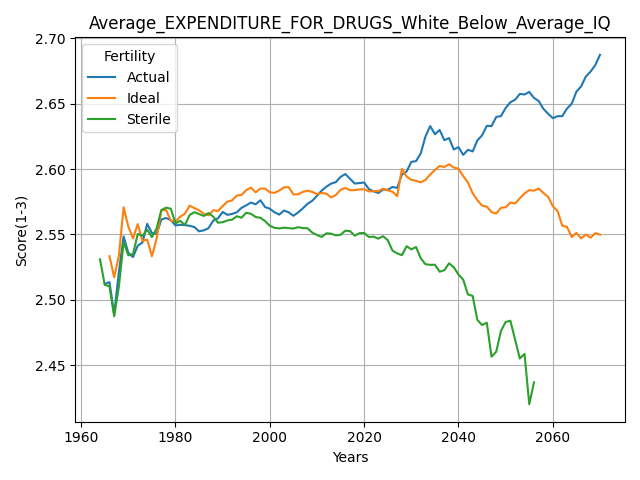 Average_EXPENDITURE_FOR_DRUGS_White_Below_Average_IQ
2.70
2.65
2.60
2.55
2.50
2.45
Score(1-3)
Fertility
Actual
Ideal
Sterile
1960 1980 2000 2020 2040 2060
Years